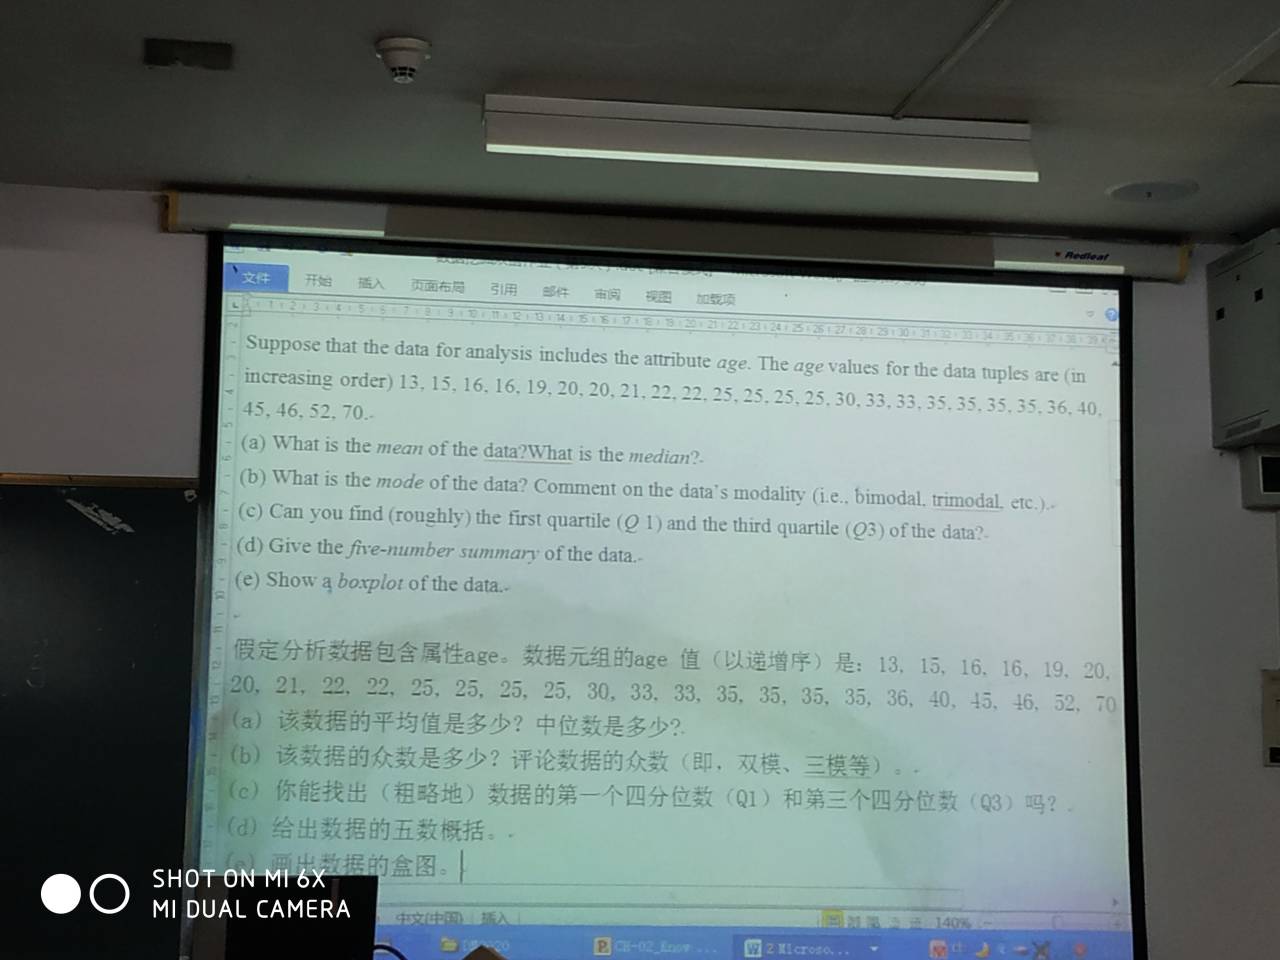 Redleaf
文件 开始 插入 页面布局 引用 邮件 审阅 视图 加载项
Suppose that the data for analysis includes the attribute age. The age values for the data tuples are (in
increasing order) 13, 15, 16, 16, 19, 20, 20, 21, 22, 22, 25, 25, 25, 25, 30, 33, 33, 35, 35, 35, 35, 36, 40,
45, 46, 52, 70.
(a) What is the mean of the data?What is the median?
(b) What is the mode of the data? Comment on the data's modality (i.e., bimodal, trimodal, etc.).
(c) Can you find (roughly) the first quartile (Q 1) and the third quartile (Q3) of the data?
(d) Give the five-number summary of the data.
(e) Show a boxplot of the data.
假定分析数据包含属性age。数据元组的age 值（以递增序）是：13, 15, 16, 16, 19, 20,
20, 21, 22, 22, 25, 25, 25, 25, 30, 33, 33, 35, 35, 35, 35, 36, 40, 45, 46, 52, 70
(a) 该数据的平均值是多少？中位数是多少？
(b) 该数据的众数是多少？评论数据的众数（即，双模、三模等）。
(c) 你能找出（粗略地）数据的第一个四分位数（Q1）和第三个四分位数（Q3）吗？
(d) 给出数据的五数概括。
(e) 画出数据的盒图。
中文(中国) 插入 140%
CH-02_Know ... 2 Microso...
SHOT ON MI 6X
MI DUAL CAMERA